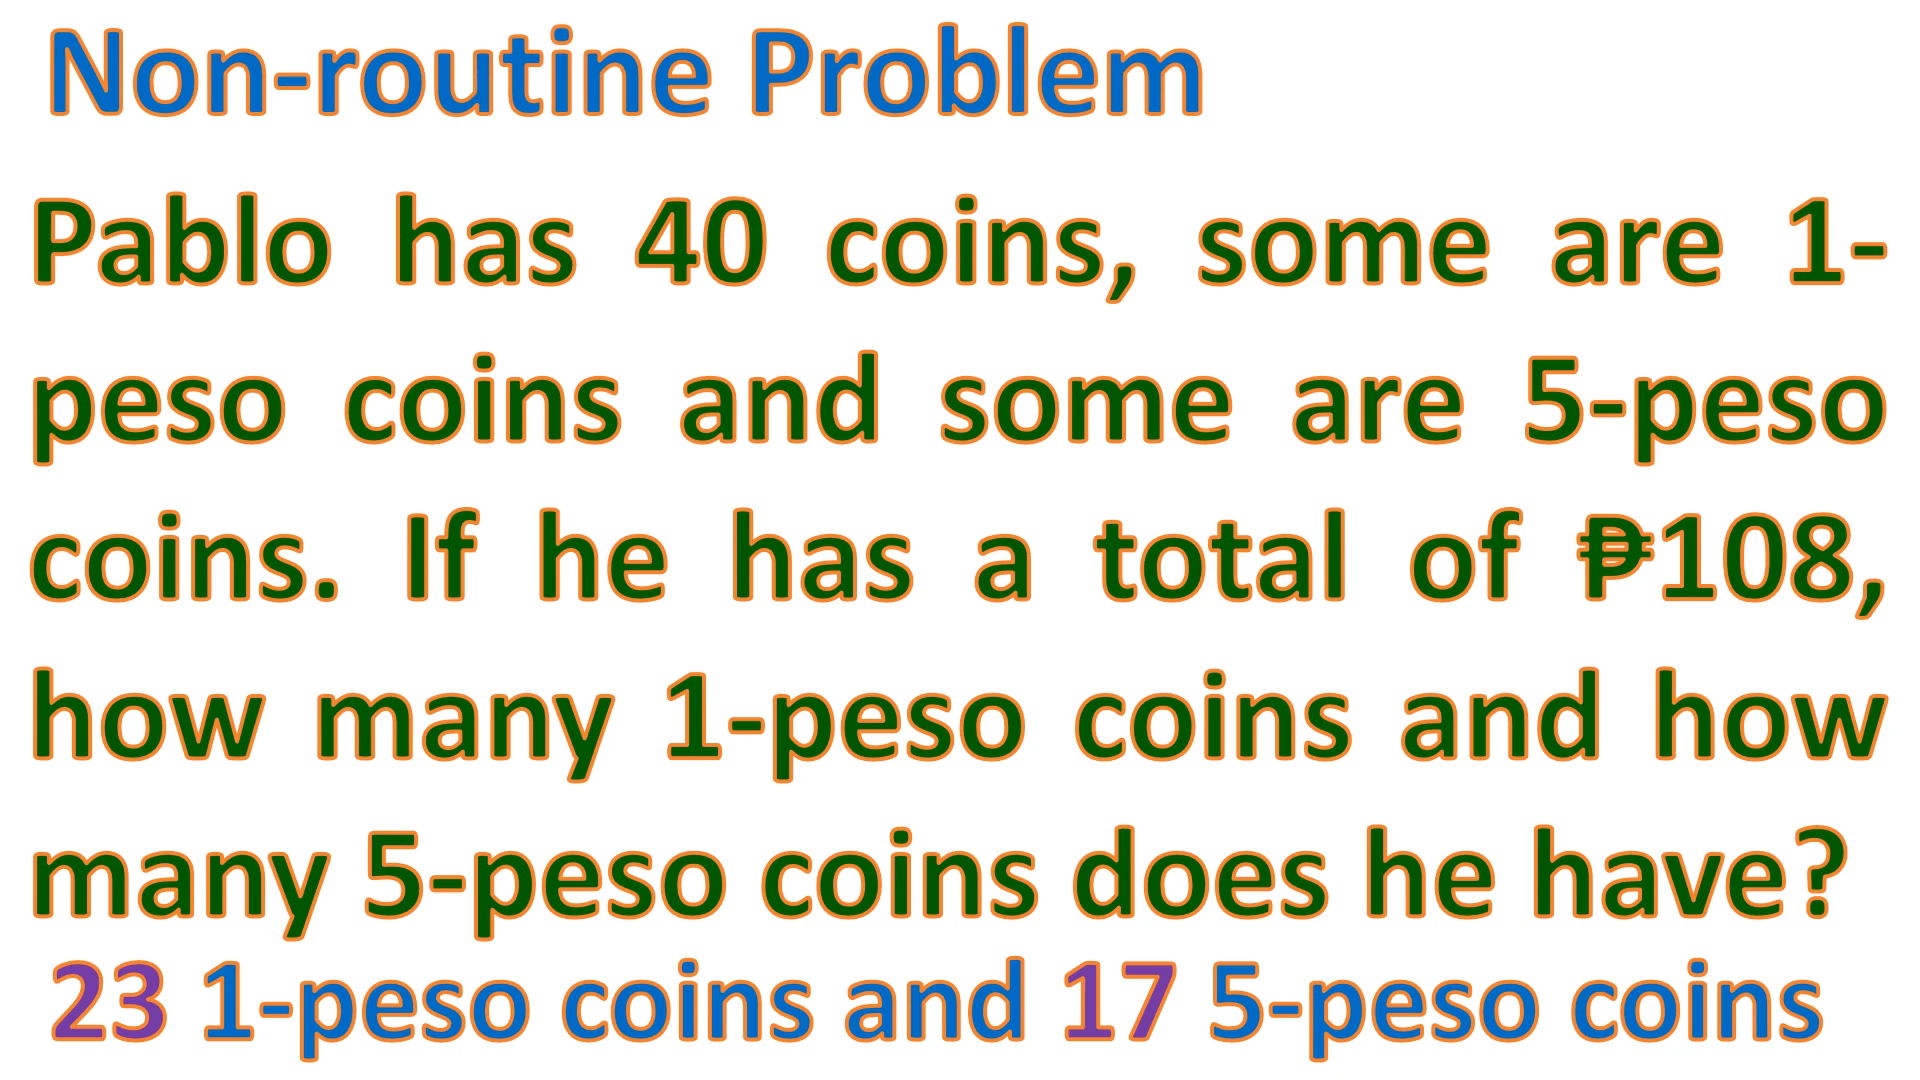 Non-routine Problem
Pablo has 40 coins, some are 1-
peso coins and some are 5-peso
coins. If he has a total of ₱108,
how many 1-peso coins and how
many 5-peso coins does he have?
23 1-peso coins and 17 5-peso coins